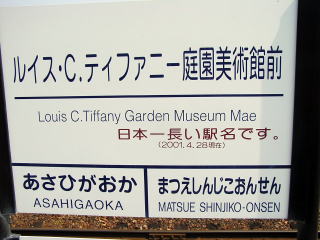 ルイス・C.ティファニー庭園美術館前
Louis C.Tiffany Garden Museum Mae
日本一長い駅名です。
(2001.4.28現在)
あさひがおか
ASAHIGAOKA
まつえしんじこおんせん
MATSUE SHINJIKO-ONSEN